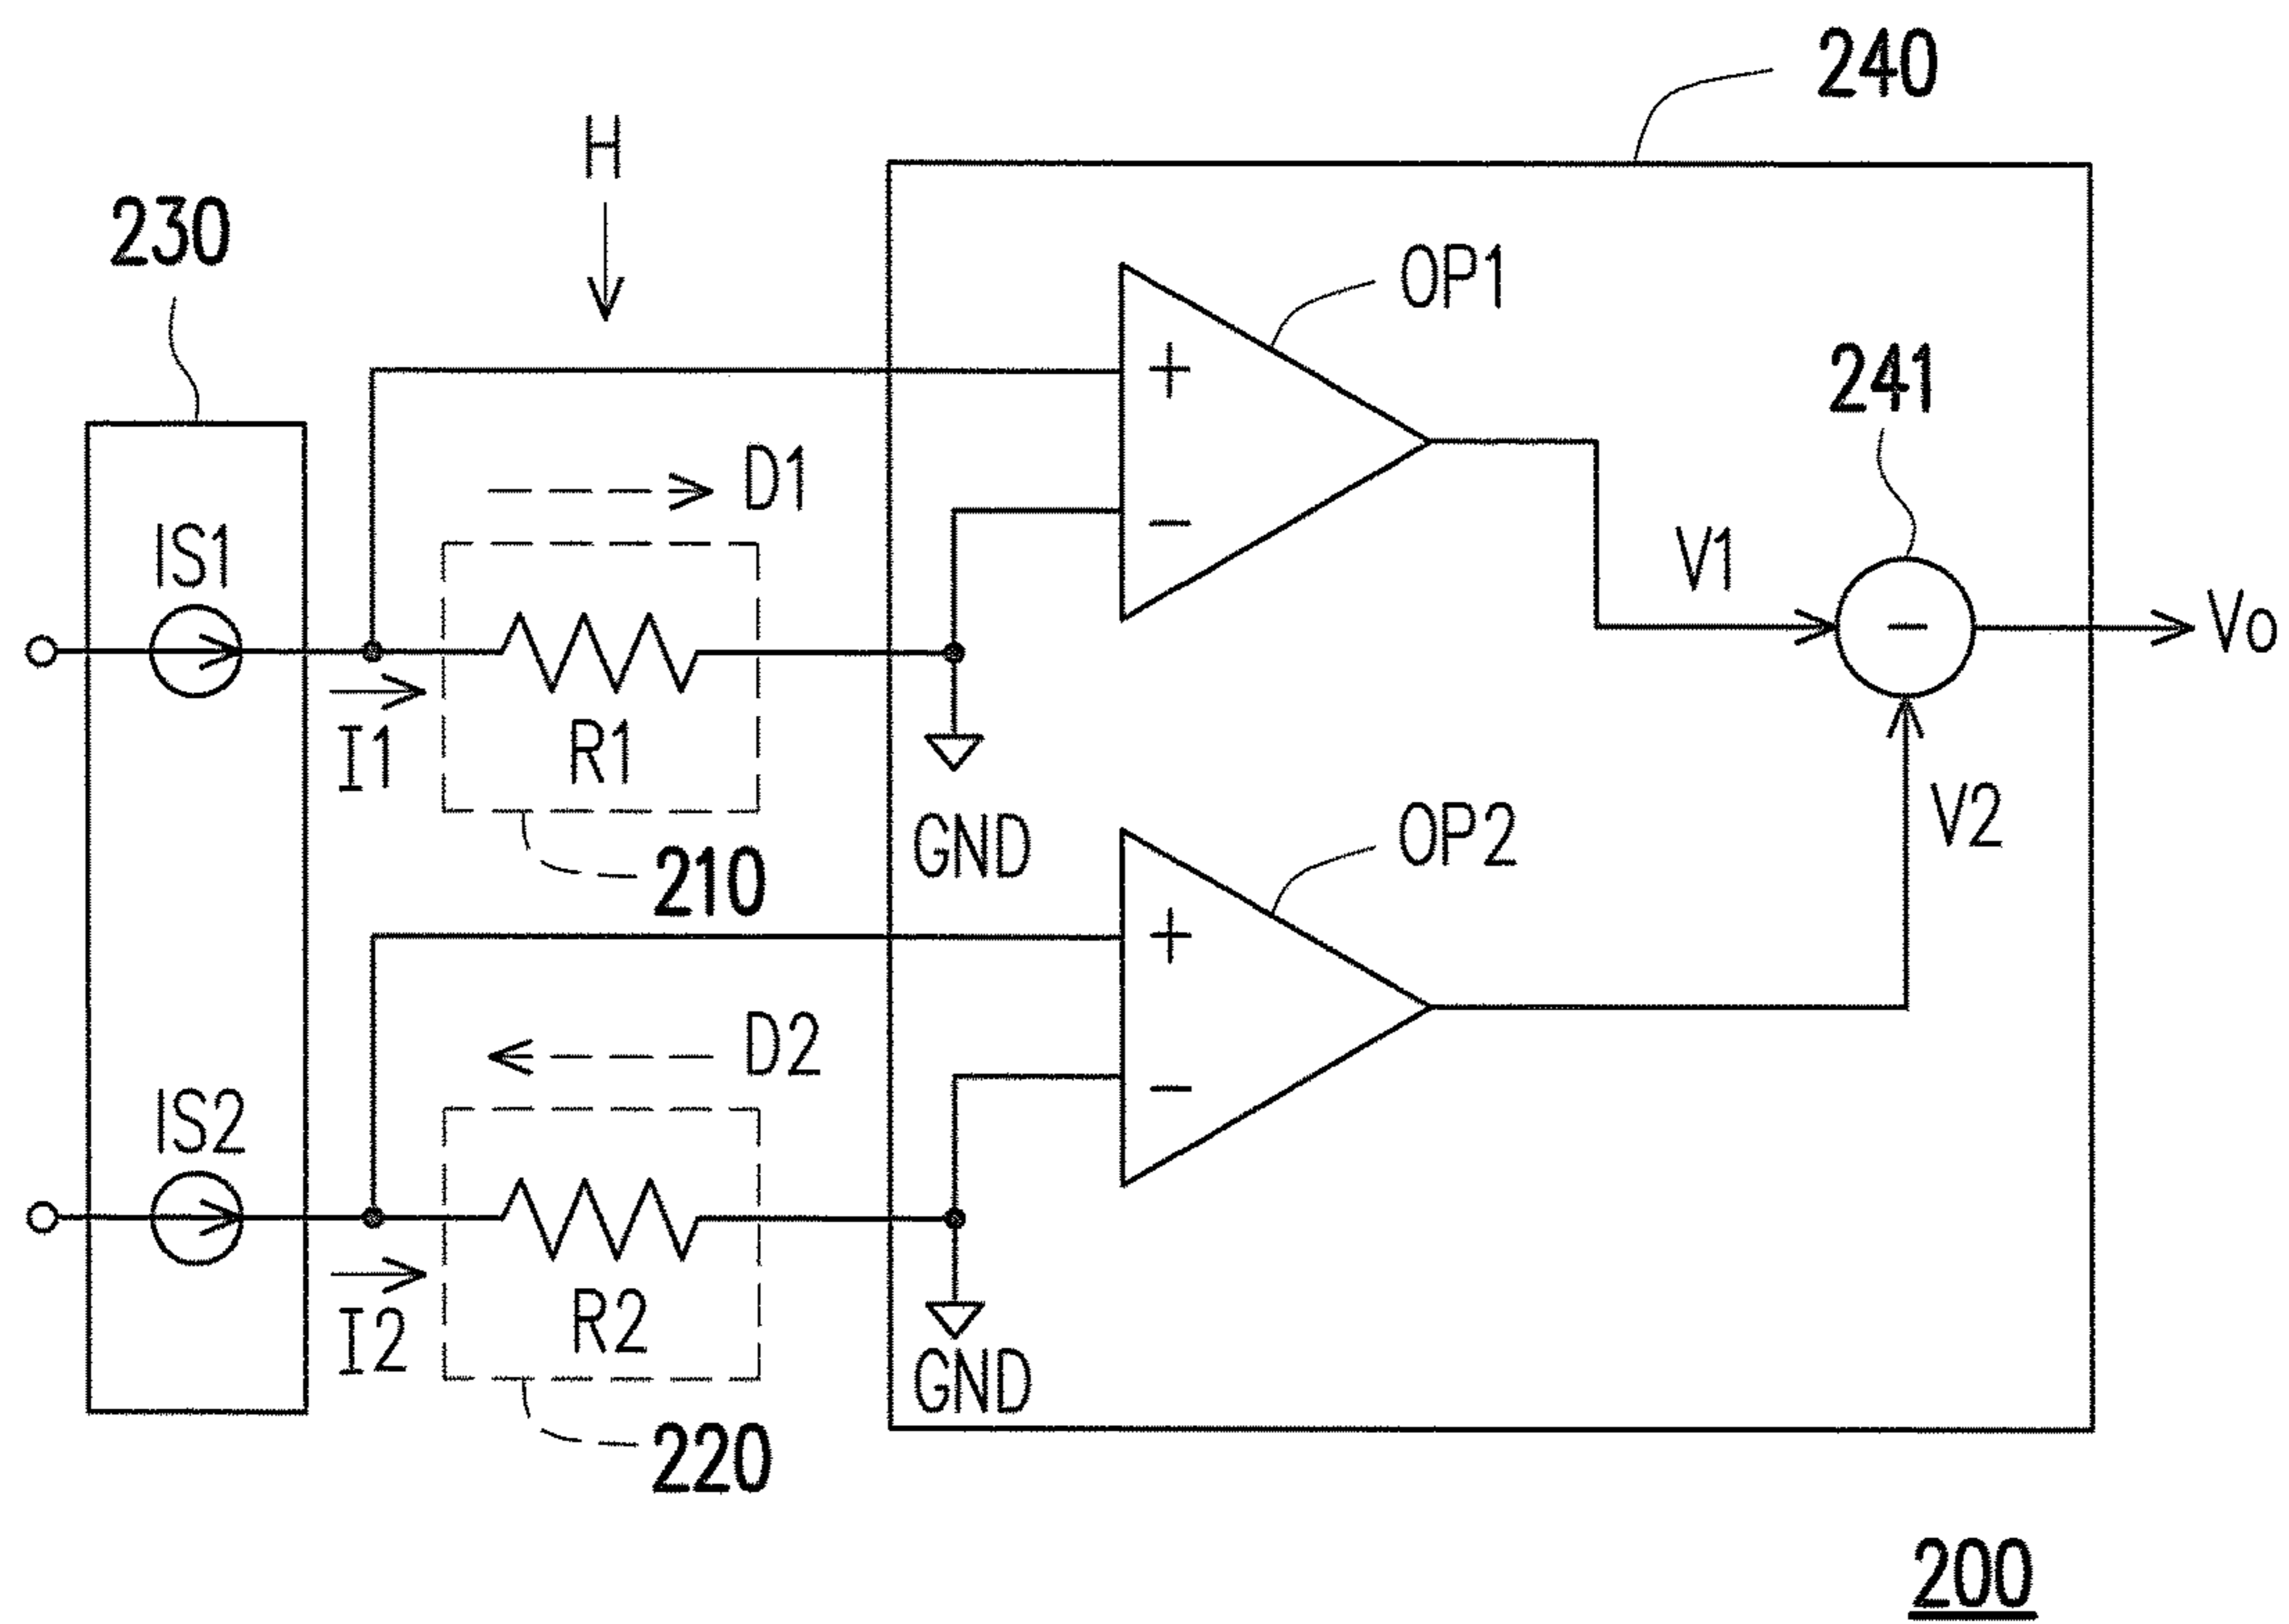 240
H
230
OP1
+
241
D1
IS1
−
V1
−
Vo
I1
R1
GND
OP2
V2
210
+
D2
IS2
−
I2
R2
GND
220
200